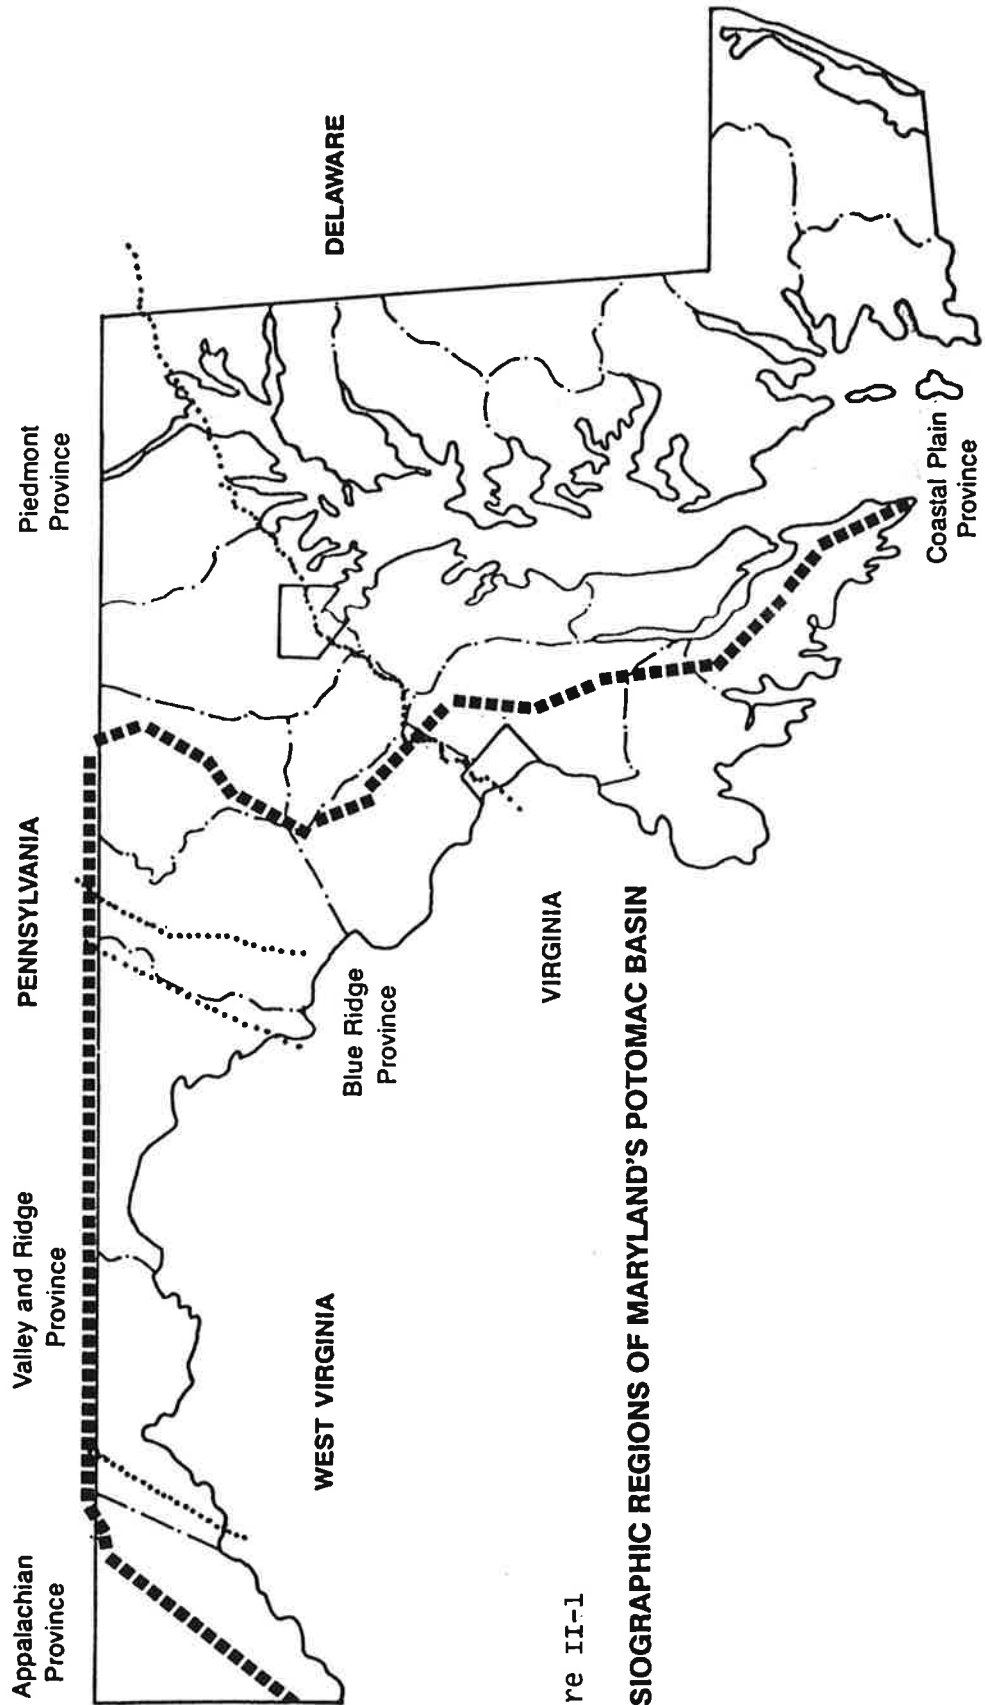 Appalachian
Province
Valley and Ridge
Province
PENNSYLVANIA
Piedmont
Province
WEST VIRGINIA
Blue Ridge
Province
DELAWARE
VIRGINIA
Coastal Plain
Province
re II-1
SIOGRAPHIC REGIONS OF MARYLAND'S POTOMAC BASIN